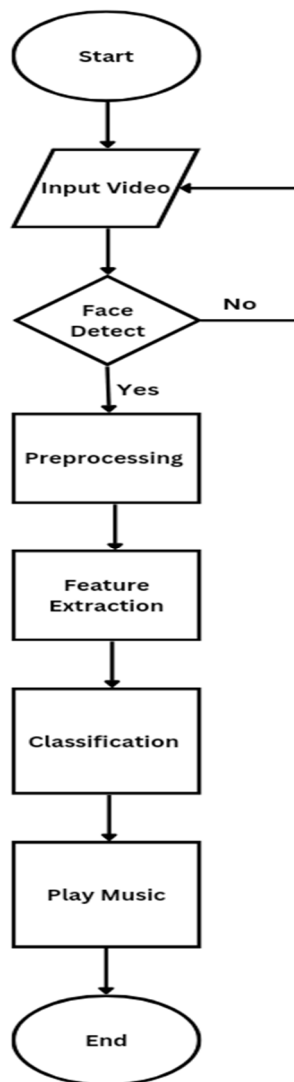 Start
Input Video
Face
Detect
No
Yes
Preprocessing
Feature
Extraction
Classification
Play Music
End